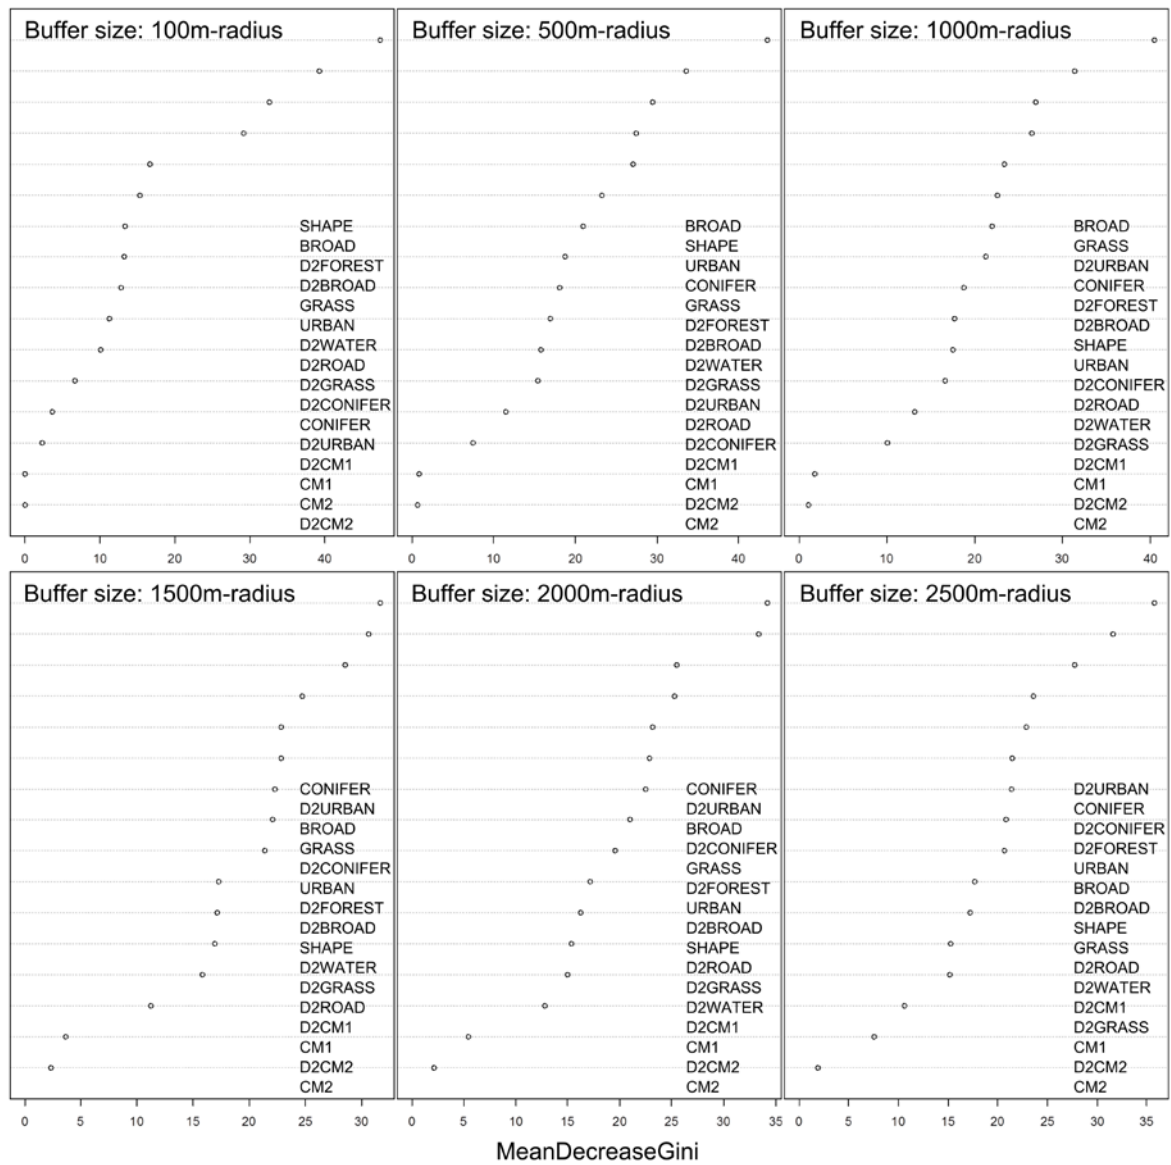 Buffer size: 100m-radius
SHAPE
BROAD
D2FOREST
D2BROAD
GRASS
URBAN
D2WATER
D2ROAD
D2GRASS
D2CONIFER
CONIFER
D2URBAN
D2CM1
CM1
CM2
D2CM2
0 10 20 30 40
Buffer size: 500m-radius
BROAD
SHAPE
URBAN
CONIFER
GRASS
D2FOREST
D2BROAD
D2WATER
D2GRASS
D2URBAN
D2ROAD
D2CONIFER
D2CM1
CM1
D2CM2
CM2
0 10 20 30 40
Buffer size: 1000m-radius
BROAD
GRASS
D2URBAN
CONIFER
D2FOREST
D2BROAD
SHAPE
URBAN
D2CONIFER
D2ROAD
D2WATER
D2GRASS
D2CM1
CM1
D2CM2
CM2
0 10 20 30 40
Buffer size: 1500m-radius
CONIFER
D2URBAN
BROAD
GRASS
D2CONIFER
URBAN
D2FOREST
D2BROAD
SHAPE
D2WATER
D2GRASS
D2ROAD
D2CM1
CM1
D2CM2
CM2
0 5 10 15 20 25 30
Buffer size: 2000m-radius
CONIFER
D2URBAN
BROAD
D2CONIFER
GRASS
D2FOREST
URBAN
D2BROAD
SHAPE
D2ROAD
D2GRASS
D2WATER
D2CM1
CM1
D2CM2
CM2
0 5 10 15 20 25 30 35
Buffer size: 2500m-radius
D2URBAN
CONIFER
D2CONIFER
D2FOREST
URBAN
BROAD
D2BROAD
SHAPE
GRASS
D2ROAD
D2WATER
D2CM1
D2GRASS
CM1
D2CM2
CM2
0 5 10 15 20 25 30 35
MeanDecreaseGini